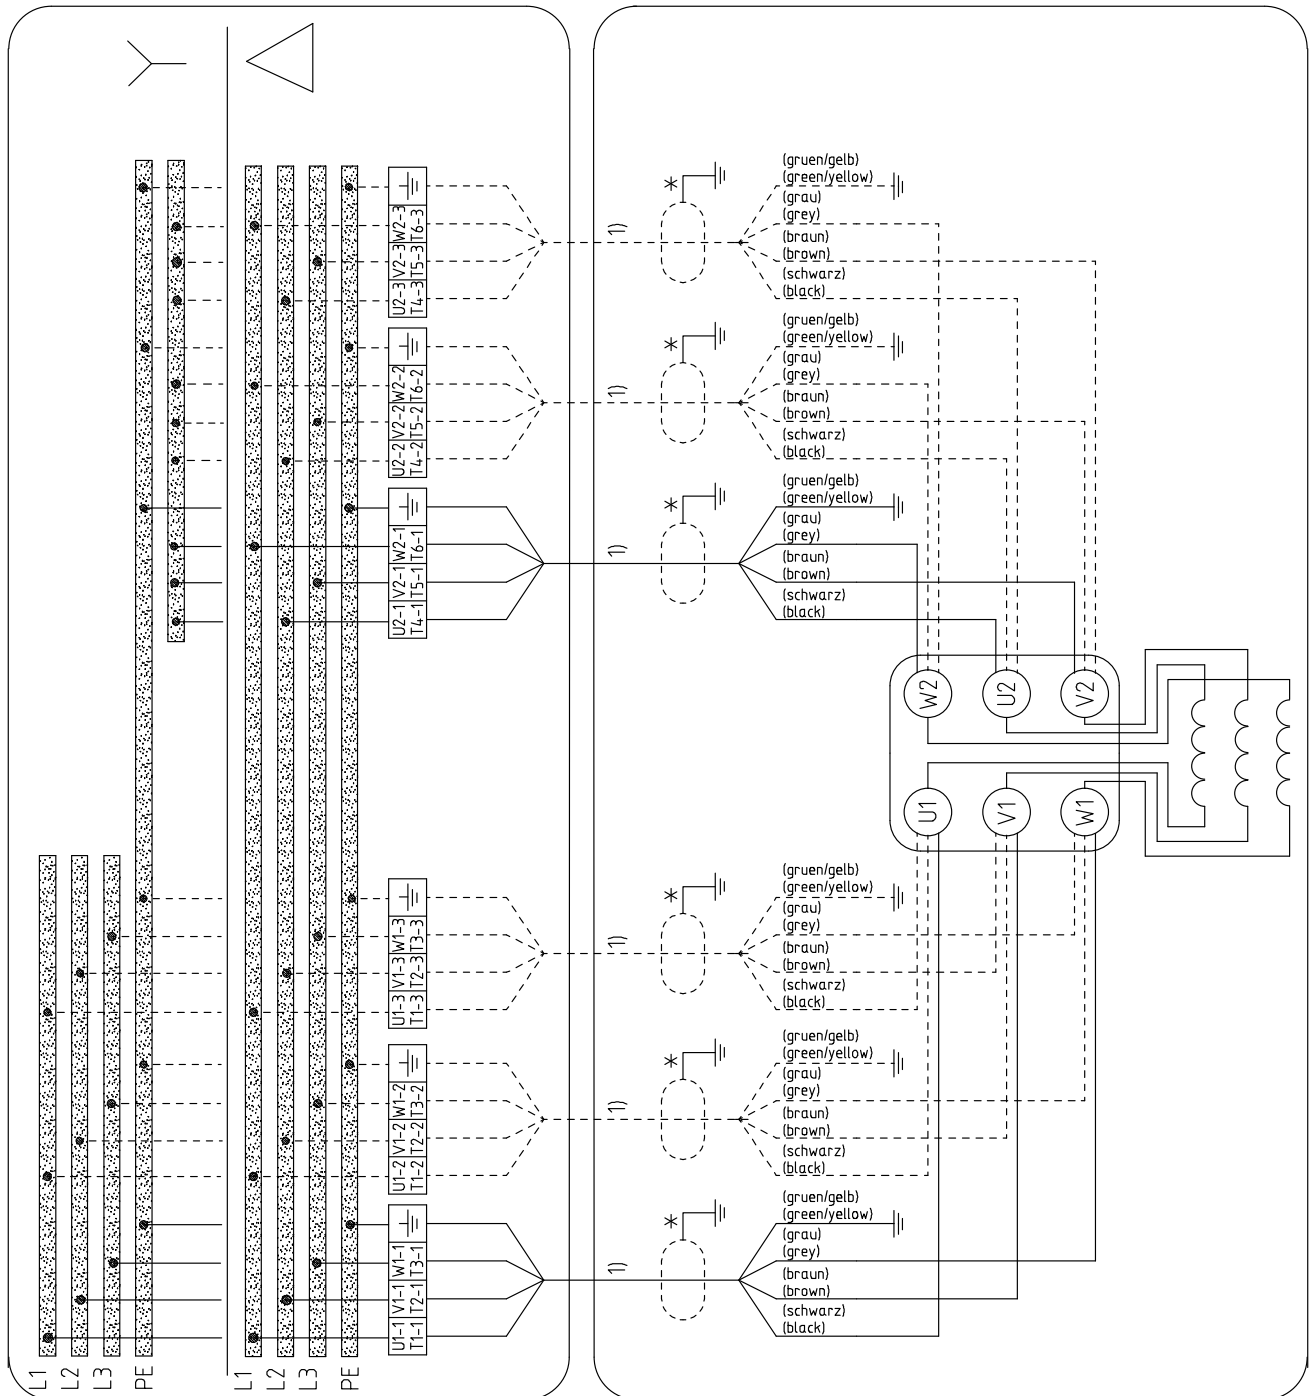 (gruen/gelb)
(green/yellow)
(grau)
(grey)
(braun)
(brown)
(schwarz)
(black)
U2-3 V2-3 W2-3
T4-3 T5-3 T6-3
1)
*
(gruen/gelb)
(green/yellow)
(grau)
(grey)
(braun)
(brown)
(schwarz)
(black)
U2-2 V2-2 W2-2
T4-2 T5-2 T6-2
1)
*
(gruen/gelb)
(green/yellow)
(grau)
(grey)
(braun)
(brown)
(schwarz)
(black)
U2-1 V2-1 W2-1
T4-1 T5-1 T6-1
1)
*
W2
U2
V2
U1
V1
W1
(gruen/gelb)
(green/yellow)
(grau)
(grey)
(braun)
(brown)
(schwarz)
(black)
U1-3 V1-3 W1-3
T1-3 T2-3 T3-3
1)
*
(gruen/gelb)
(green/yellow)
(grau)
(grey)
(braun)
(brown)
(schwarz)
(black)
U1-2 V1-2 W1-2
T1-2 T2-2 T3-2
1)
*
(gruen/gelb)
(green/yellow)
(grau)
(grey)
(braun)
(brown)
(schwarz)
(black)
U1-1 V1-1 W1-1
T1-1 T2-1 T3-1
1)
*
L1
L2
L3
PE
L1
L2
L3
PE